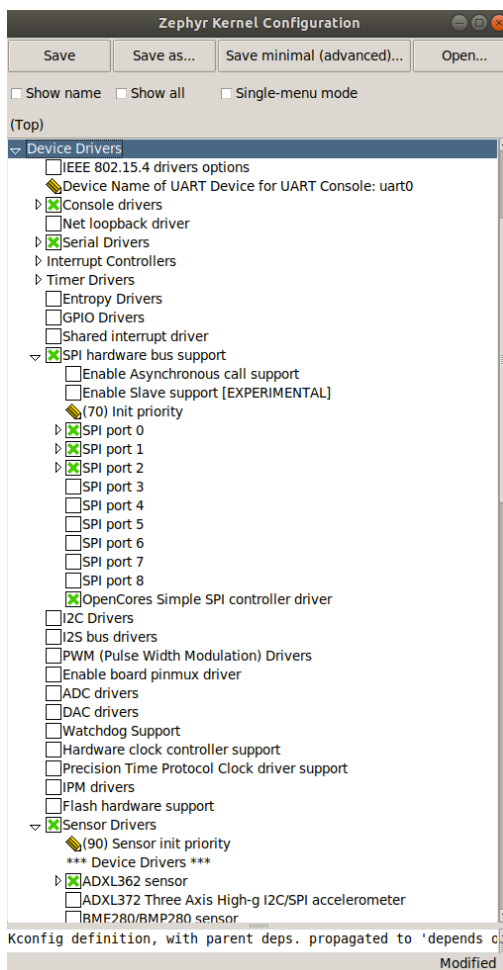 Zephyr Kernel Configuration
Save Save as... Save minimal (advanced)... Open...
Show name Show all Single-menu mode
(Top)
Device Drivers
IEEE 802.15.4 drivers options
Device Name of UART Device for UART Console: uart0
Console drivers
Net loopback driver
Serial Drivers
Interrupt Controllers
Timer Drivers
Entropy Drivers
GPIO Drivers
Shared interrupt driver
SPI hardware bus support
Enable Asynchronous call support
Enable Slave support [EXPERIMENTAL]
(70) Init priority
SPI port 0
SPI port 1
SPI port 2
SPI port 3
SPI port 4
SPI port 5
SPI port 6
SPI port 7
SPI port 8
OpenCores Simple SPI controller driver
I2C Drivers
I2S bus drivers
PWM (Pulse Width Modulation) Drivers
Enable board pinmux driver
ADC drivers
DAC drivers
Watchdog Support
Hardware clock controller support
Precision Time Protocol Clock driver support
IPM drivers
Flash hardware support
Sensor Drivers
(90) Sensor init priority
*** Device Drivers ***
ADXL362 sensor
ADXL372 Three Axis High-g I2C/SPI accelerometer
BME280/BMP280 sensor
Kconfig definition, with parent deps. propagated to 'depends o
Modified